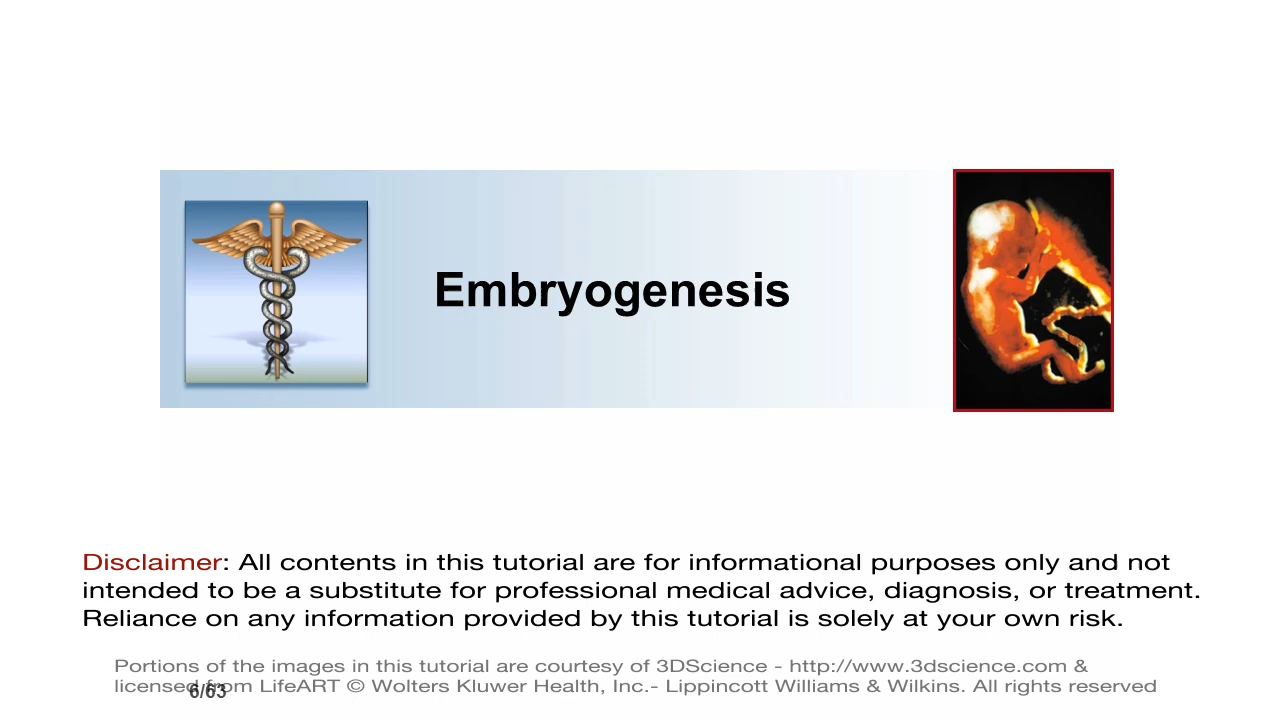 Embryogenesis
Disclaimer: All contents in this tutorial are for informational purposes only and not
intended to be a substitute for professional medical advice, diagnosis, or treatment.
Reliance on any information provided by this tutorial is solely at your own risk.
Portions of the images in this tutorial are courtesy of 3DScience - http://www.3dscience.com &
licensed from LifeART © Wolters Kluwer Health, Inc.- Lippincott Williams & Wilkins. All rights reserved
6/63